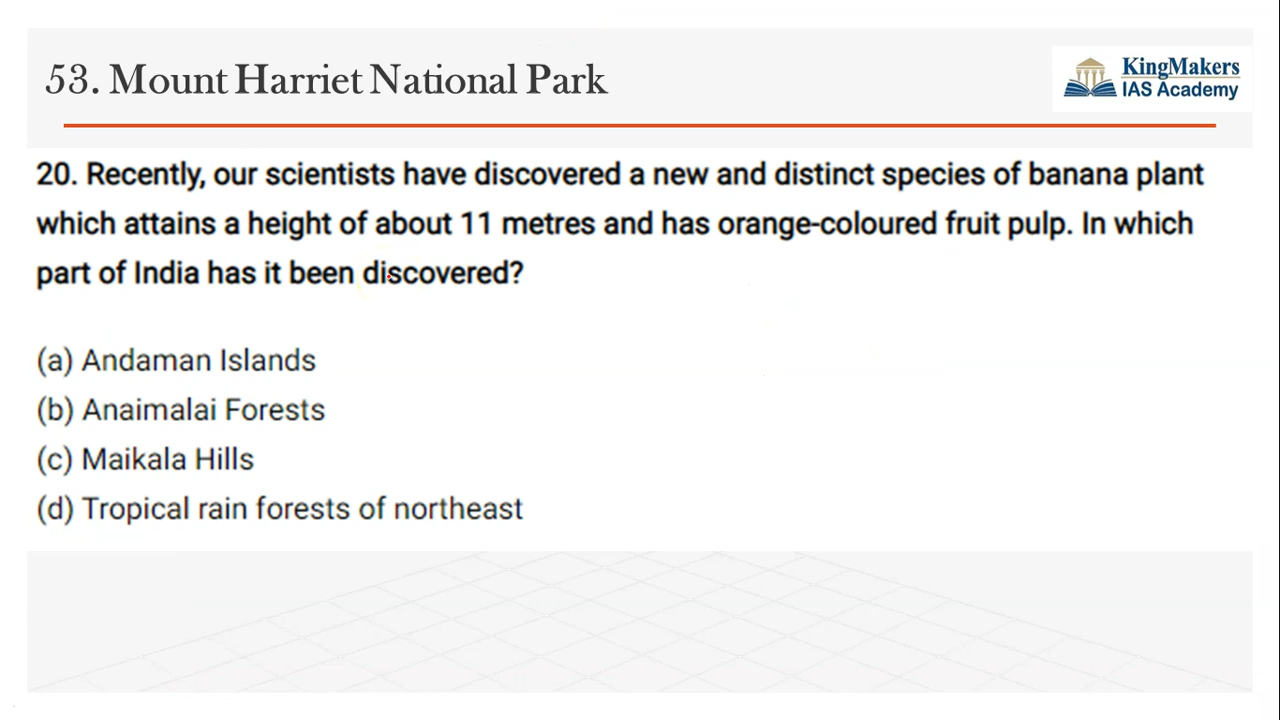 53. Mount Harriet National Park
KingMakers
IAS Academy
20. Recently, our scientists have discovered a new and distinct species of banana plant
which attains a height of about 11 metres and has orange-coloured fruit pulp. In which
part of India has it been discovered?
(a) Andaman Islands
(b) Anaimalai Forests
(c) Maikala Hills
(d) Tropical rain forests of northeast